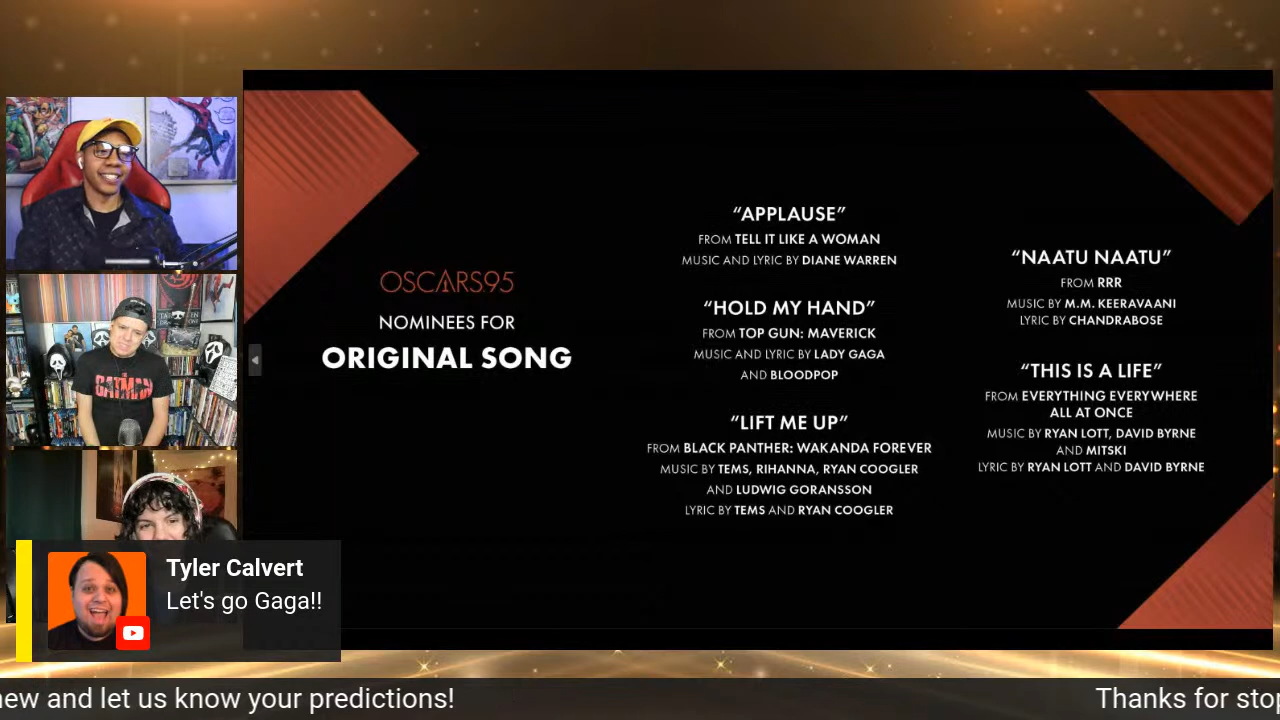 OSCARS95
NOMINEES FOR
ORIGINAL SONG
“APPLAUSE”
FROM TELL IT LIKE A WOMAN
MUSIC AND LYRIC BY DIANE WARREN
“HOLD MY HAND”
FROM TOP GUN: MAVERICK
MUSIC AND LYRIC BY LADY GAGA
AND BLOODPOP
“LIFT ME UP”
FROM BLACK PANTHER: WAKANDA FOREVER
MUSIC BY TEMS, RIHANNA, RYAN COOGLER
AND LUDWIG GORANSSON
LYRIC BY TEMS AND RYAN COOGLER
“NAATU NAATU”
FROM RRR
MUSIC BY M.M. KEERAVAANI
LYRIC BY CHANDRABOSE
“THIS IS A LIFE”
FROM EVERYTHING EVERYWHERE
ALL AT ONCE
MUSIC BY RYAN LOTT, DAVID BYRNE
AND MITSKI
LYRIC BY RYAN LOTT AND DAVID BYRNE
Tyler Calvert
Let's go Gaga!!
new and let us know your predictions!
Thanks for stop